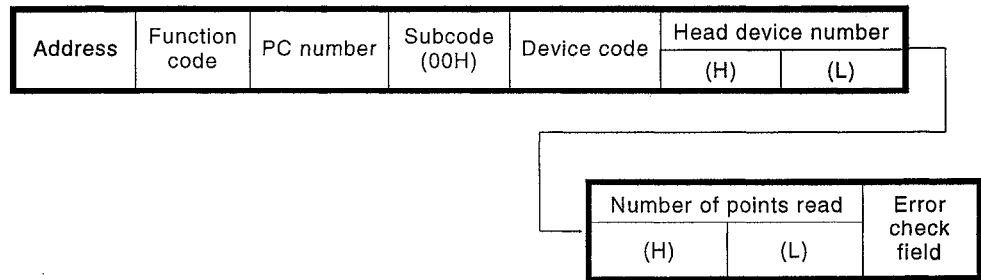 Address
Function
code
PC number
Subcode
(00H)
Device code
Head device number
(H)
(L)
Number of points read
(H)
(L)
Error
check
field